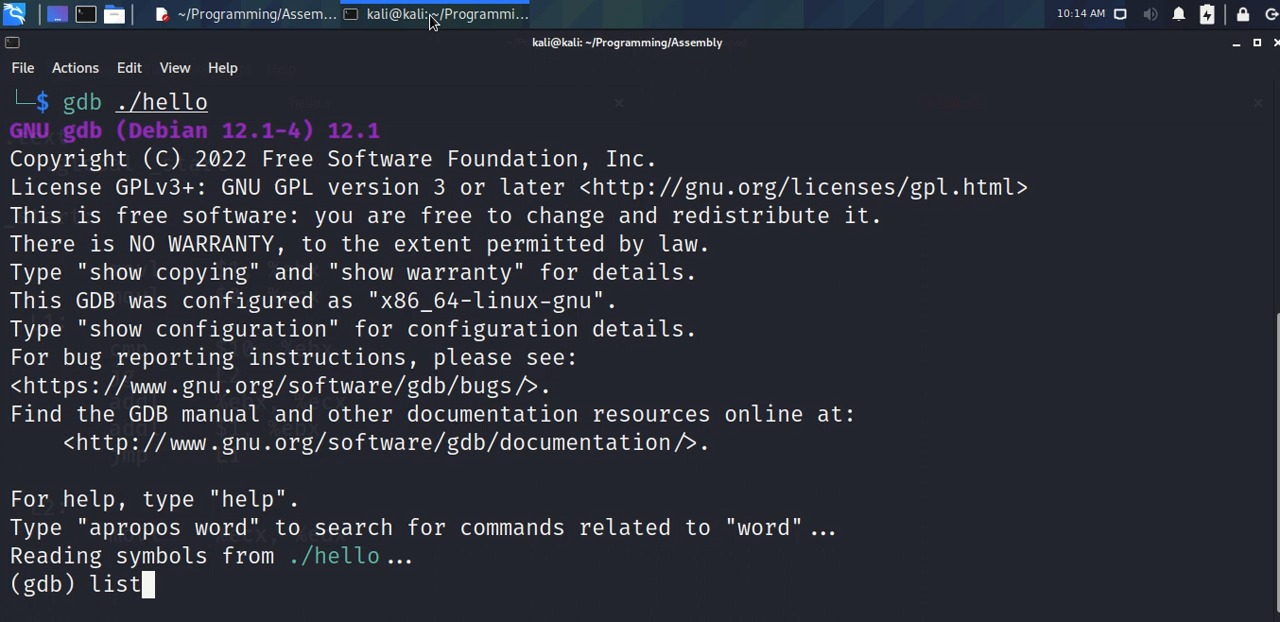 ~/Programming/Assem...
kali@kali:~/Programmi...
10:14 AM
kali@kali: ~/Programming/Assembly
File Actions Edit View Help
└─$ gdb ./hello
GNU gdb (Debian 12.1-4) 12.1
Copyright (C) 2022 Free Software Foundation, Inc.
License GPLv3+: GNU GPL version 3 or later <http://gnu.org/licenses/gpl.html>
This is free software: you are free to change and redistribute it.
There is NO WARRANTY, to the extent permitted by law.
Type "show copying" and "show warranty" for details.
This GDB was configured as "x86_64-linux-gnu".
Type "show configuration" for configuration details.
For bug reporting instructions, please see:
<https://www.gnu.org/software/gdb/bugs/>.
Find the GDB manual and other documentation resources online at:
<http://www.gnu.org/software/gdb/documentation/>.
For help, type "help".
Type "apropos word" to search for commands related to "word"...
Reading symbols from ./hello...
(gdb) list